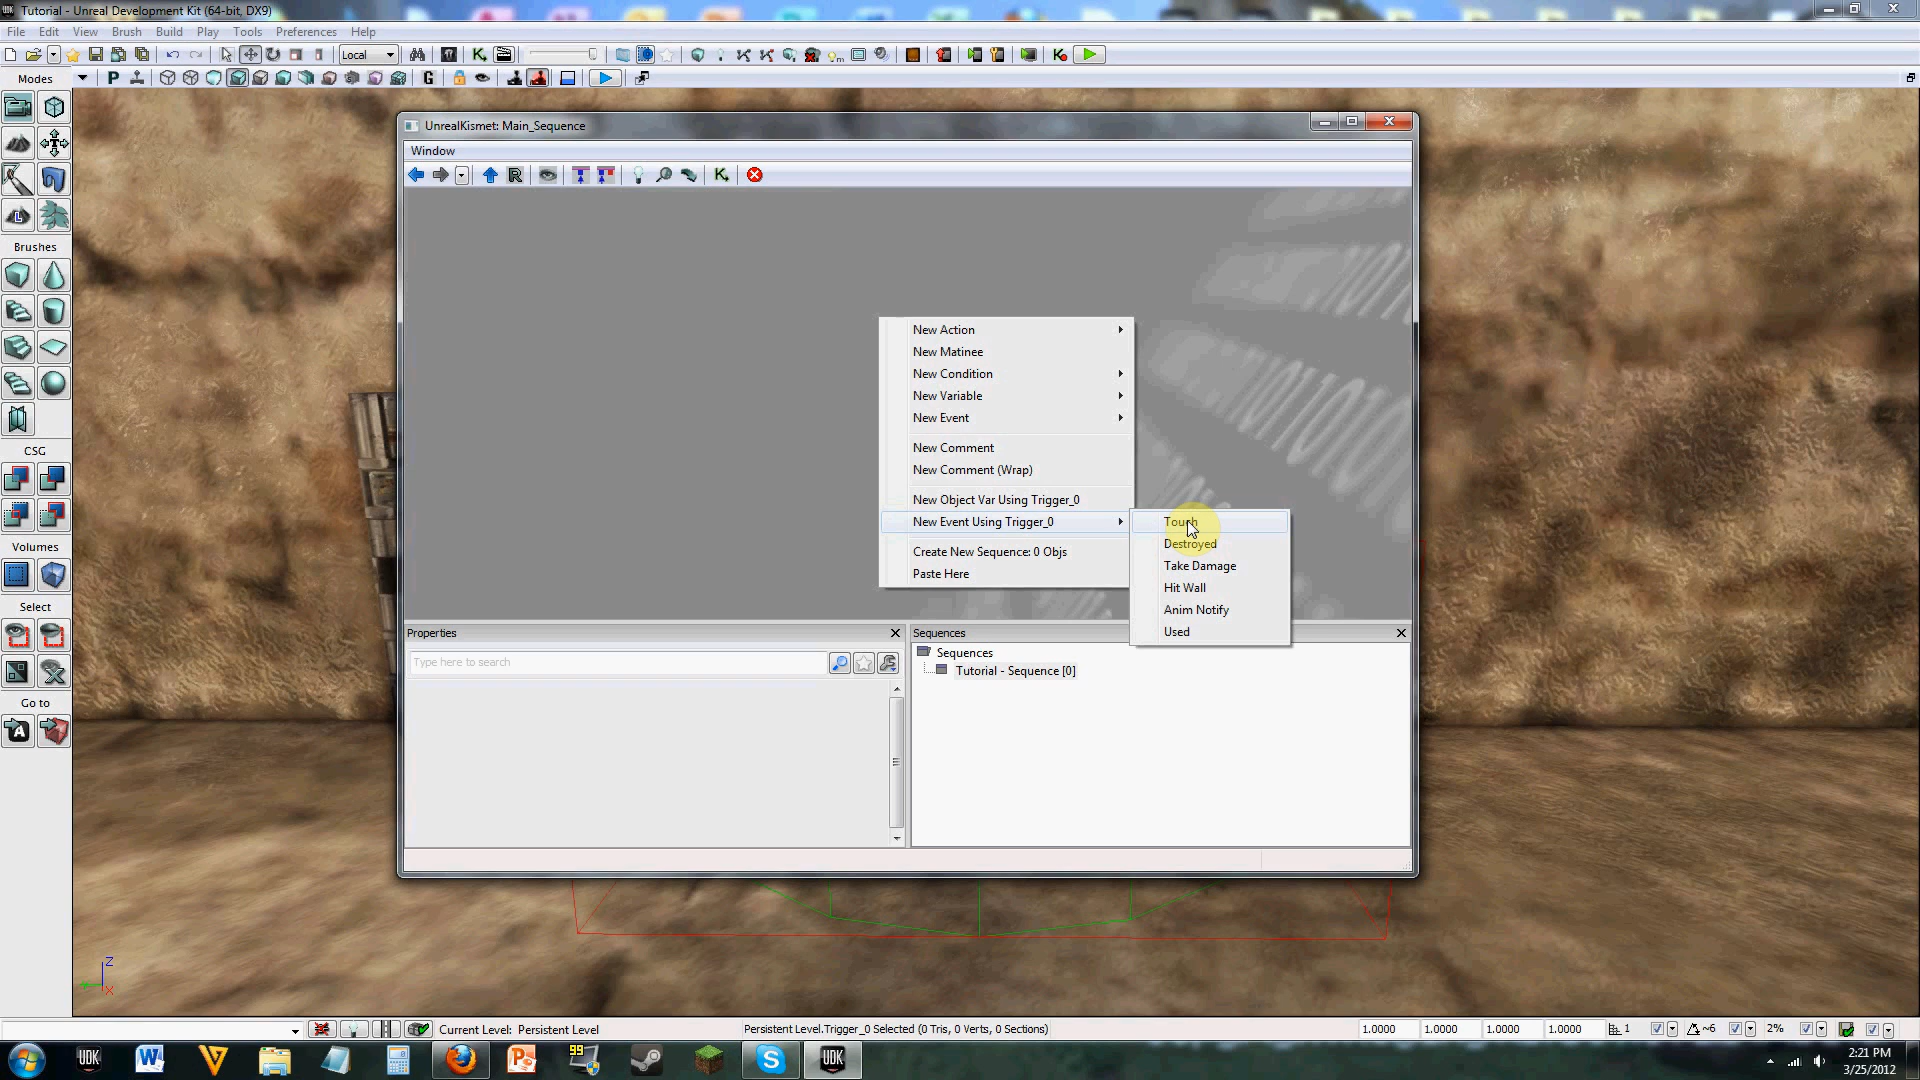 Tutorial - Unreal Development Kit (64-bit, DX9)
File Edit View Brush Build Play Tools Preferences Help
Local
Modes
P G
UnrealKismet: Main_Sequence
Window
R K
Brushes
CSG
Volumes
Select
Go to
New Action
New Matinee
New Condition
New Variable
New Event
New Comment
New Comment (Wrap)
New Object Var Using Trigger_0
New Event Using Trigger_0
Create New Sequence: 0 Objs
Paste Here
Touch
Destroyed
Take Damage
Hit Wall
Anim Notify
Used
Properties
Type here to search
Sequences
Sequences
Tutorial - Sequence [0]
Z
X
Current Level: Persistent Level
Persistent Level.Trigger_0 Selected (0 Tris, 0 Verts, 0 Sections)
1.0000 1.0000 1.0000 1.0000 1 ~6 2%
UDK
99
UDK
2:21 PM
3/25/2012